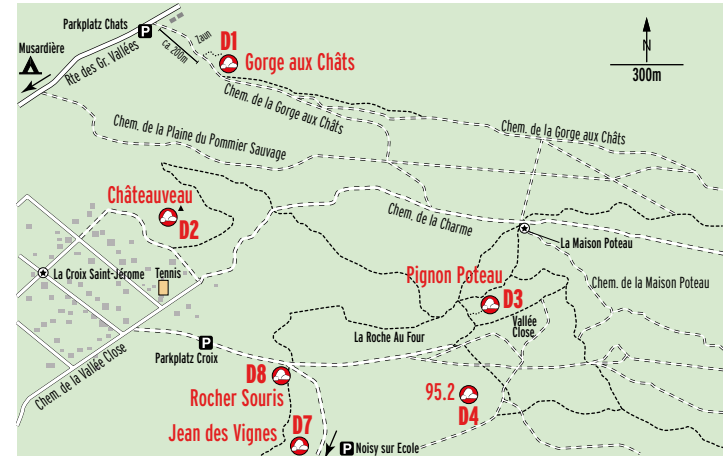 Parkplatz Chats
P
Musardière
Rte des Gr. Vallées
ca. 200m
Zaun
D1
Gorge aux Châts
N
300m
Chem. de la Gorge aux Châts
Chem. de la Gorge aux Châts
Chem. de la Plaine du Pommier Sauvage
Châteauveau
D2
Chem. de la Charme
La Maison Poteau
La Croix Saint-Jérome
Tennis
Pignon Poteau
Chem. de la Maison Poteau
D3
Vallée
Close
La Roche Au Four
P
Parkplatz Croix
Chem. de la Vallée Close
D8
Rocher Souris
95.2
D4
Jean des Vignes
D7
P Noisy sur Ecole